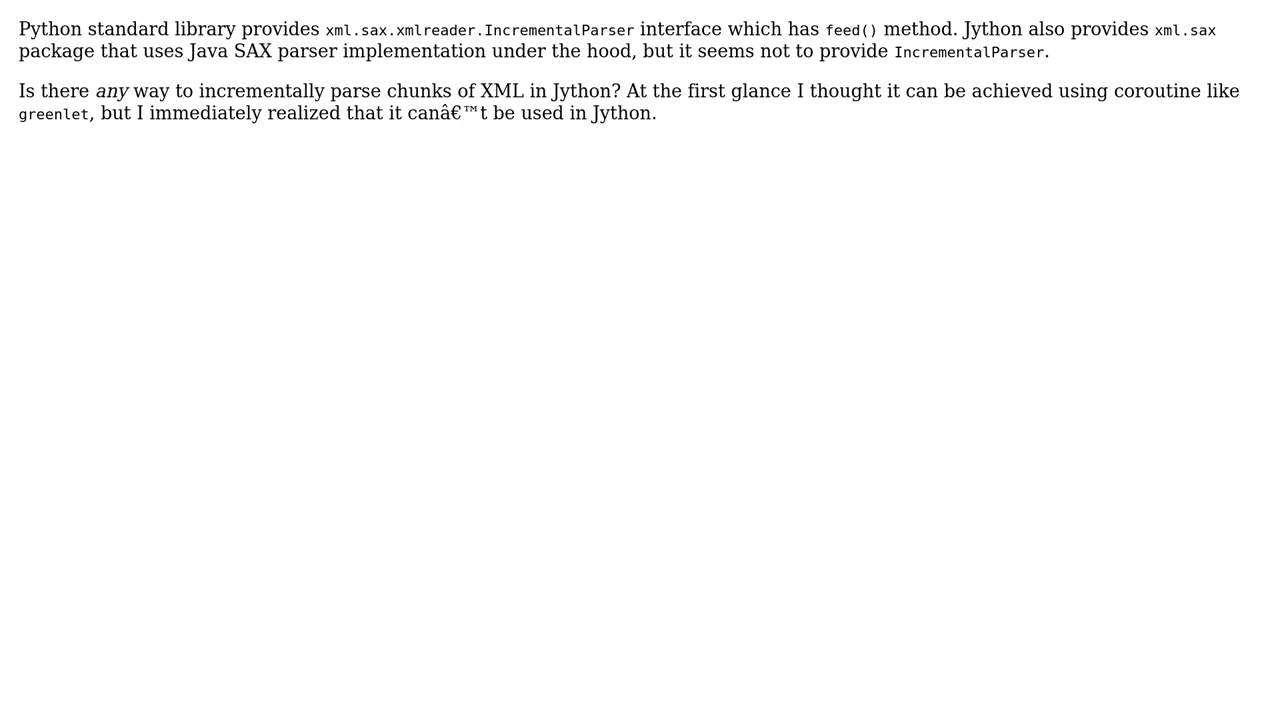 Python standard library provides xml.sax.xmlreader.IncrementalParser interface which has feed() method. Jython also provides xml.sax
package that uses Java SAX parser implementation under the hood, but it seems not to provide IncrementalParser.
Is there any way to incrementally parse chunks of XML in Jython? At the first glance I thought it can be achieved using coroutine like
greenlet, but I immediately realized that it canâ€™t be used in Jython.